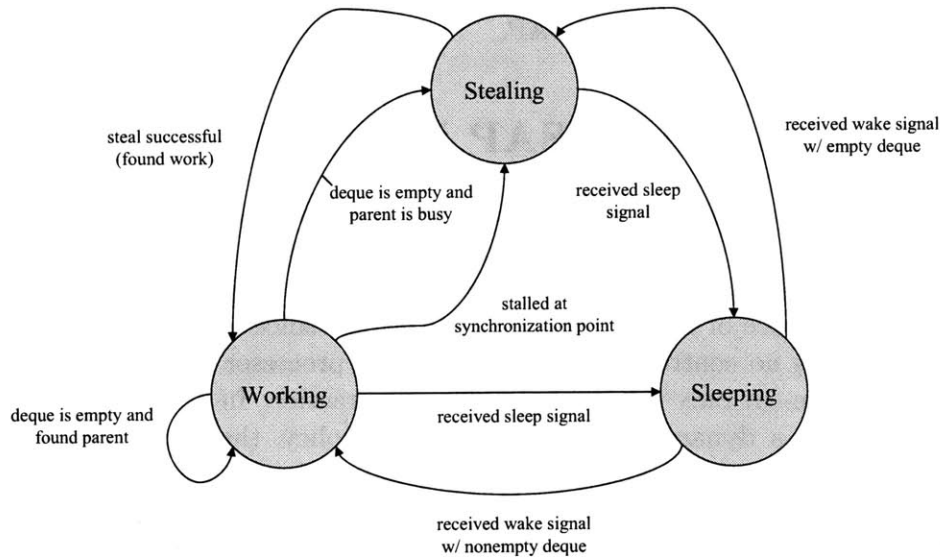 Stealing
steal successful
(found work)
received wake signal
w/ empty deque
deque is empty and
parent is busy
received sleep
signal
stalled at
synchronization point
Working
Sleeping
deque is empty and
found parent
received sleep signal
received wake signal
w/ nonempty deque